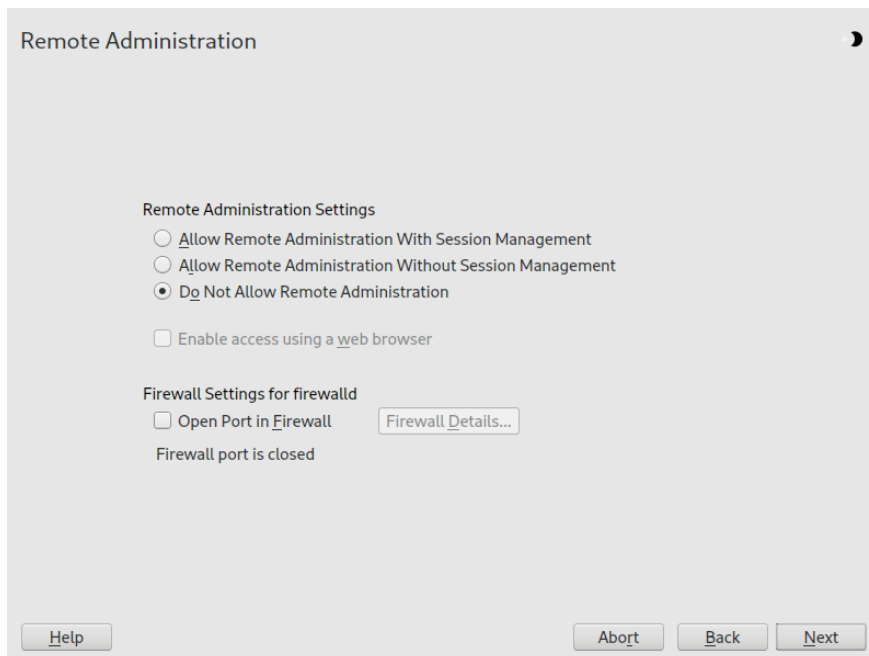 Remote Administration
Remote Administration Settings
Allow Remote Administration With Session Management
Allow Remote Administration Without Session Management
Do Not Allow Remote Administration
Enable access using a web browser
Firewall Settings for firewalld
Open Port in Firewall Firewall Details...
Firewall port is closed
Help Abort Back Next